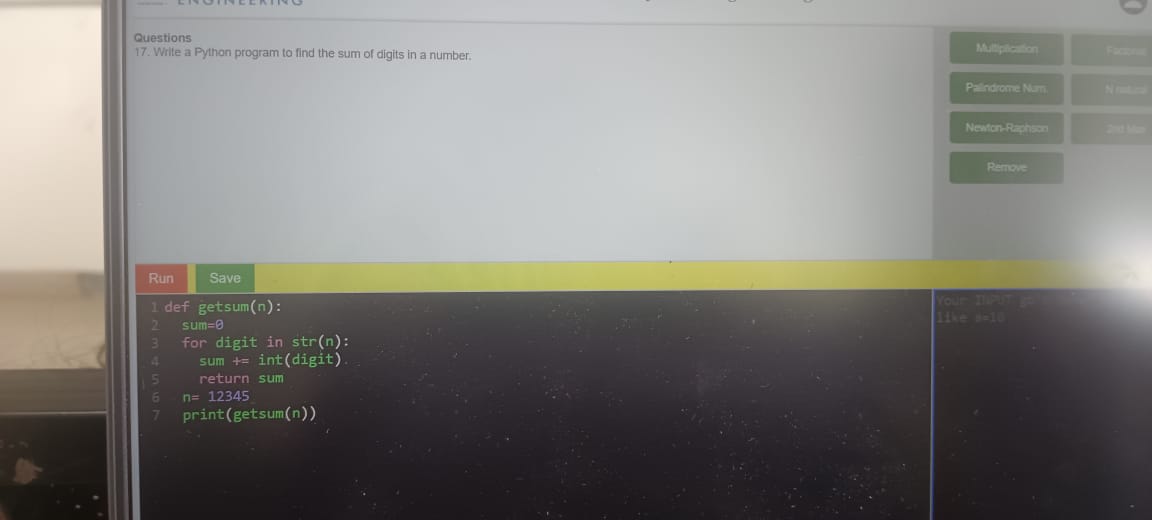 ENGINEERING
Questions
17. Write a Python program to find the sum of digits in a number.
Multiplication
Factorial
Palindrome Num.
N natural
Newton-Raphson
2nd Max
Remove
Run
Save
1 def getsum(n):
2 sum=0
3 for digit in str(n):
4 sum += int(digit)
5 return sum
6 n= 12345
7 print(getsum(n))
Your INPUT
like a=10